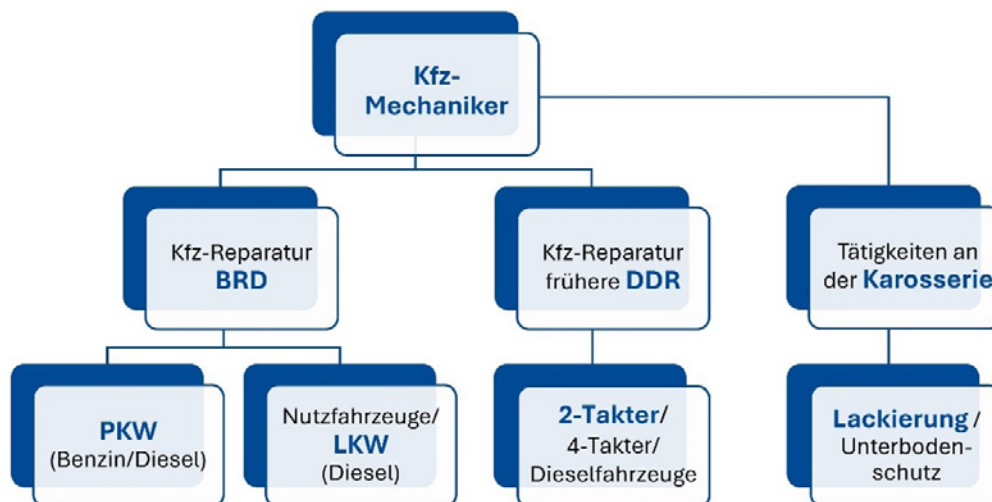 Kfz-
Mechaniker
Kfz-Reparatur
BRD
Kfz-Reparatur
frühere DDR
Tätigkeiten an
der Karosserie
PKW
(Benzin/Diesel)
Nutzfahrzeuge/
LKW
(Diesel)
2-Takter/
4-Takter/
Dieselfahrzeuge
Lackierung /
Unterboden-
schutz